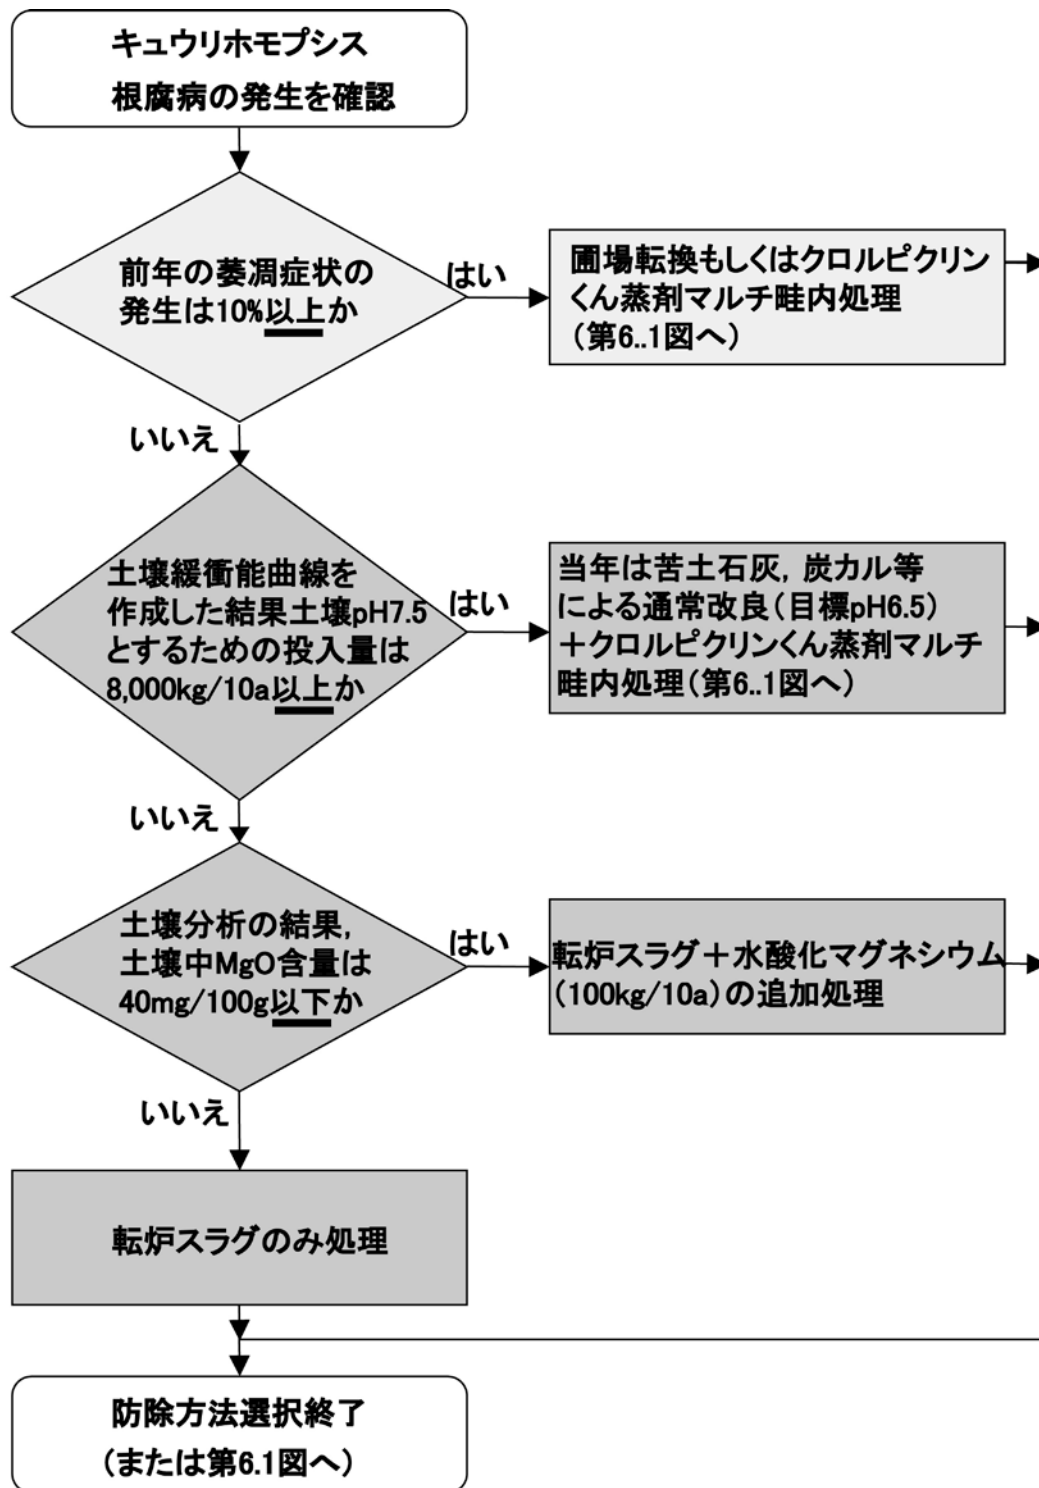 キュウリホモプシス
根腐病の発生を確認
前年の萎凋症状の
発生は10%以上か
はい
圃場転換もしくはクロルピクリン
くん蒸剤マルチ畦内処理
（第6..1図へ）
いいえ
土壌緩衝能曲線を
作成した結果土壌pH7.5
とするための投入量は
8,000kg/10a以上か
はい
当年は苦土石灰，炭カル等
による通常改良（目標pH6.5）
＋クロルピクリンくん蒸剤マルチ
畦内処理（第6..1図へ）
いいえ
土壌分析の結果，
土壌中MgO含量は
40mg/100g以下か
はい
転炉スラグ＋水酸化マグネシウム
（100kg/10a）の追加処理
いいえ
転炉スラグのみ処理
防除方法選択終了
（または第6.1図へ）